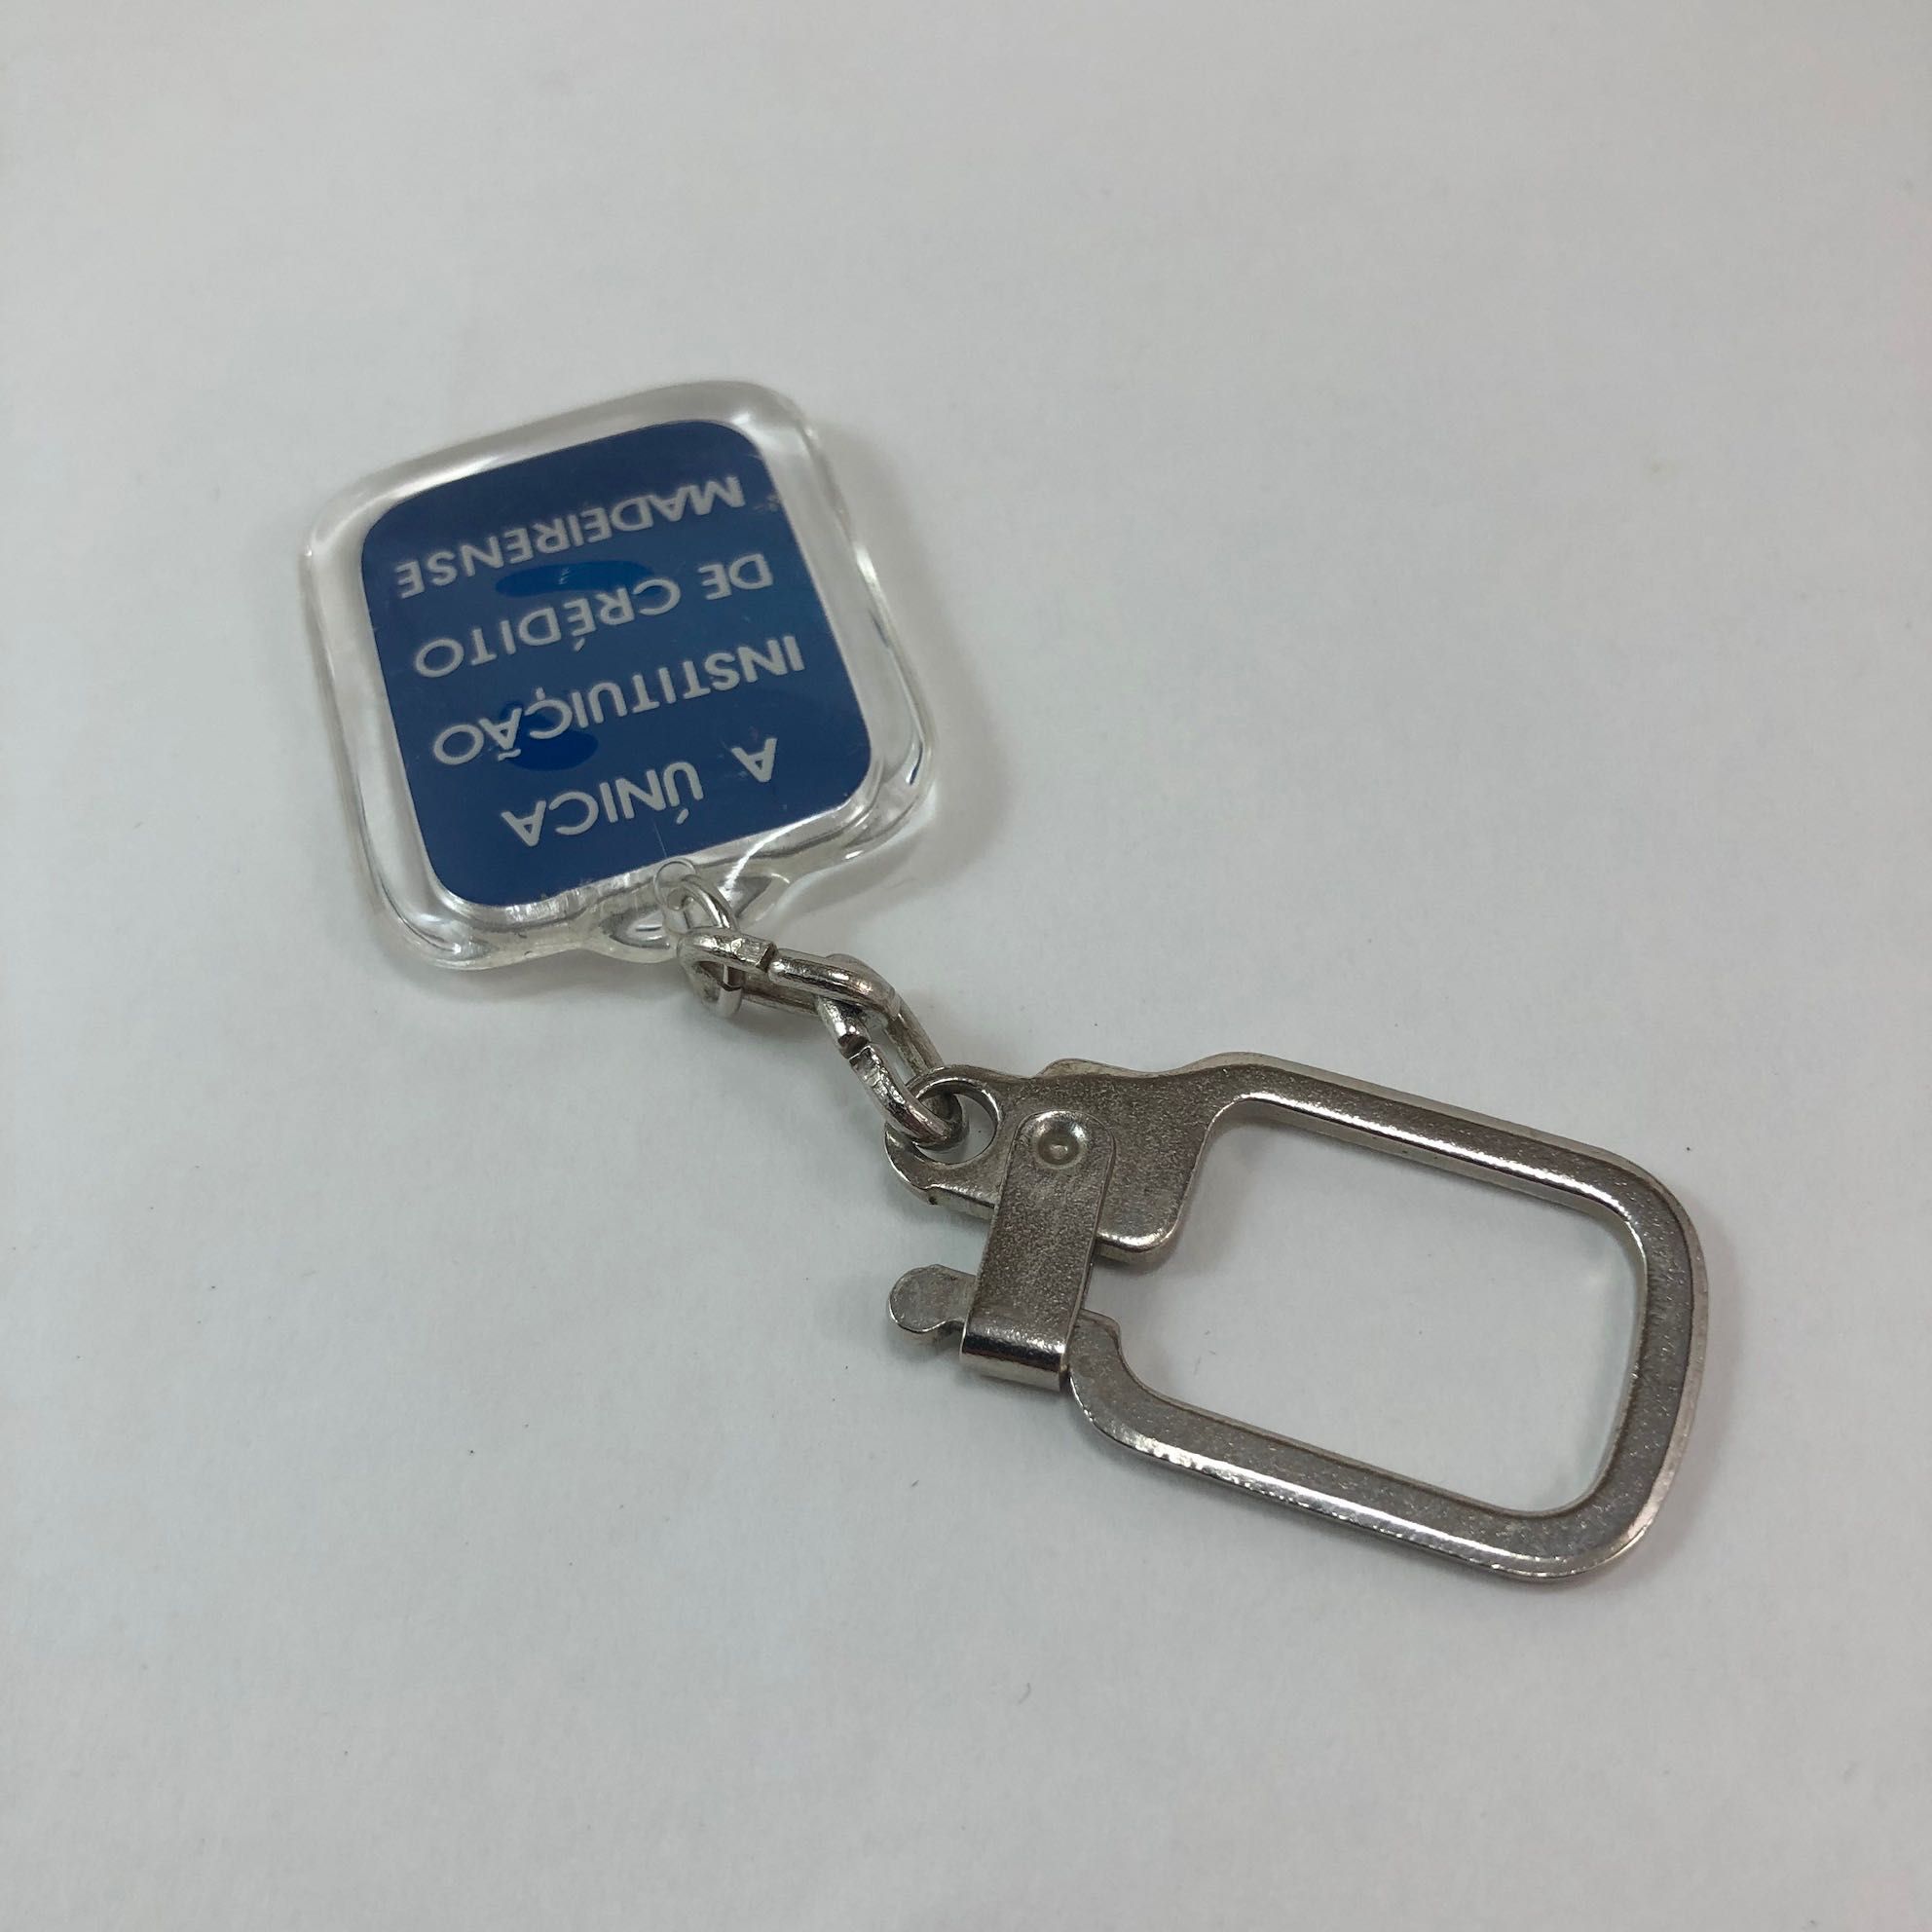 A ÚNICA
INSTITUIÇÃO
DE CRÉDITO
MADEIRENSE